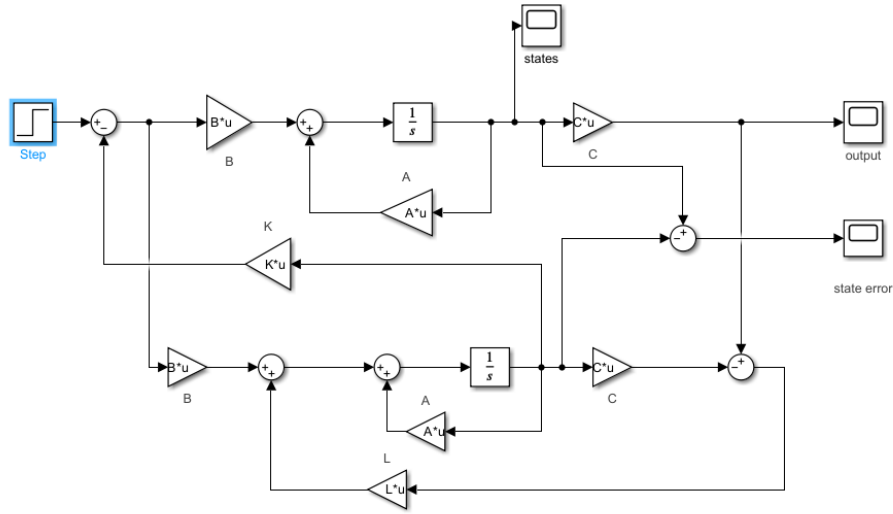 states
B*u
1
s
C*u
Step
B
C
output
A
A*u
K
K*u
state error
B*u
1
s
C*u
B
A
C
A*u
L
L*u